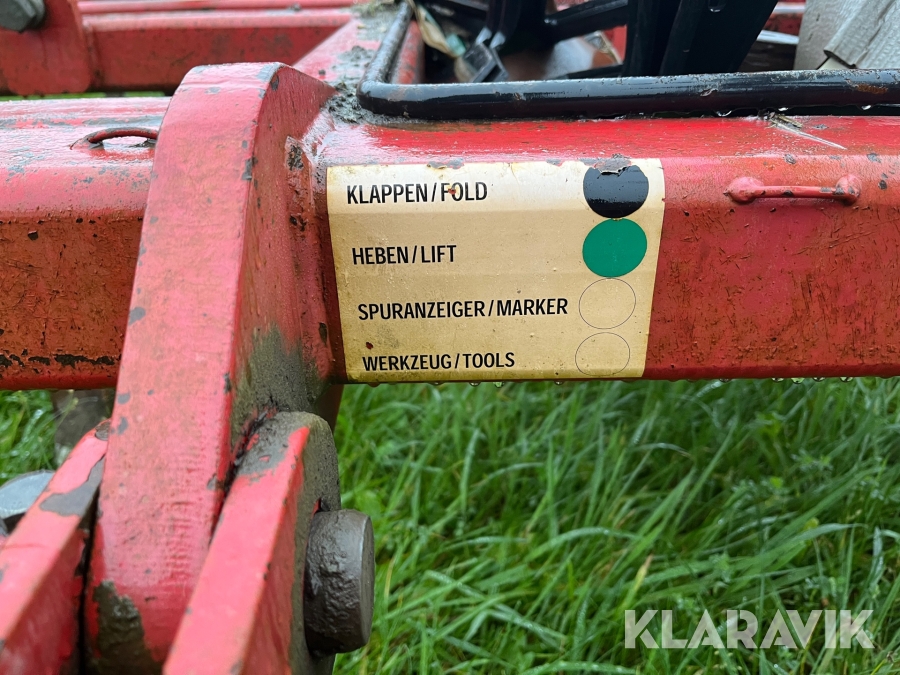 KLAPPEN/FOLD
HEBEN/LIFT
SPURANZEIGER/MARKER
WERKZEUG/TOOLS
KLARAVIK